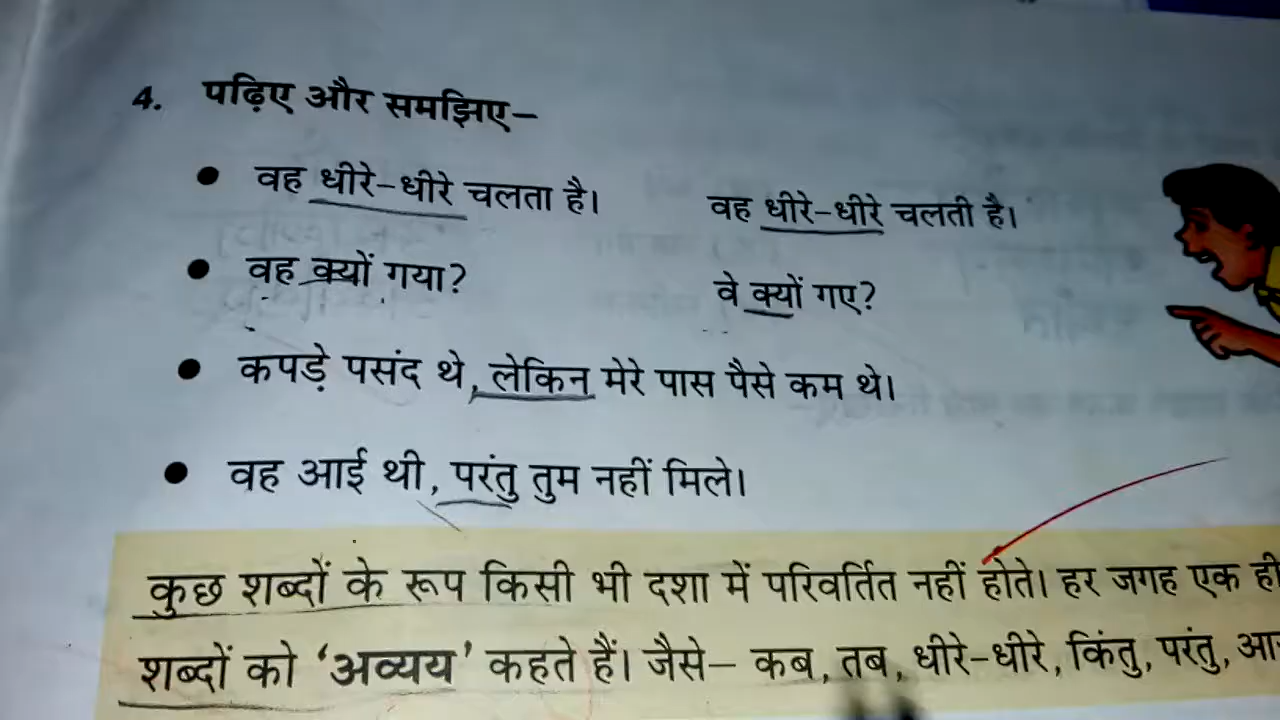 4. पढ़िए और समझिए–
• वह धीरे-धीरे चलता है। वह धीरे-धीरे चलती है।
• वह क्यों गया? वे क्यों गए?
• कपड़े पसंद थे, लेकिन मेरे पास पैसे कम थे।
• वह आई थी, परंतु तुम नहीं मिले।
कुछ शब्दों के रूप किसी भी दशा में परिवर्तित नहीं होते। हर जगह एक ही
शब्दों को ‘अव्यय’ कहते हैं। जैसे– कब, तब, धीरे-धीरे, किंतु, परंतु,